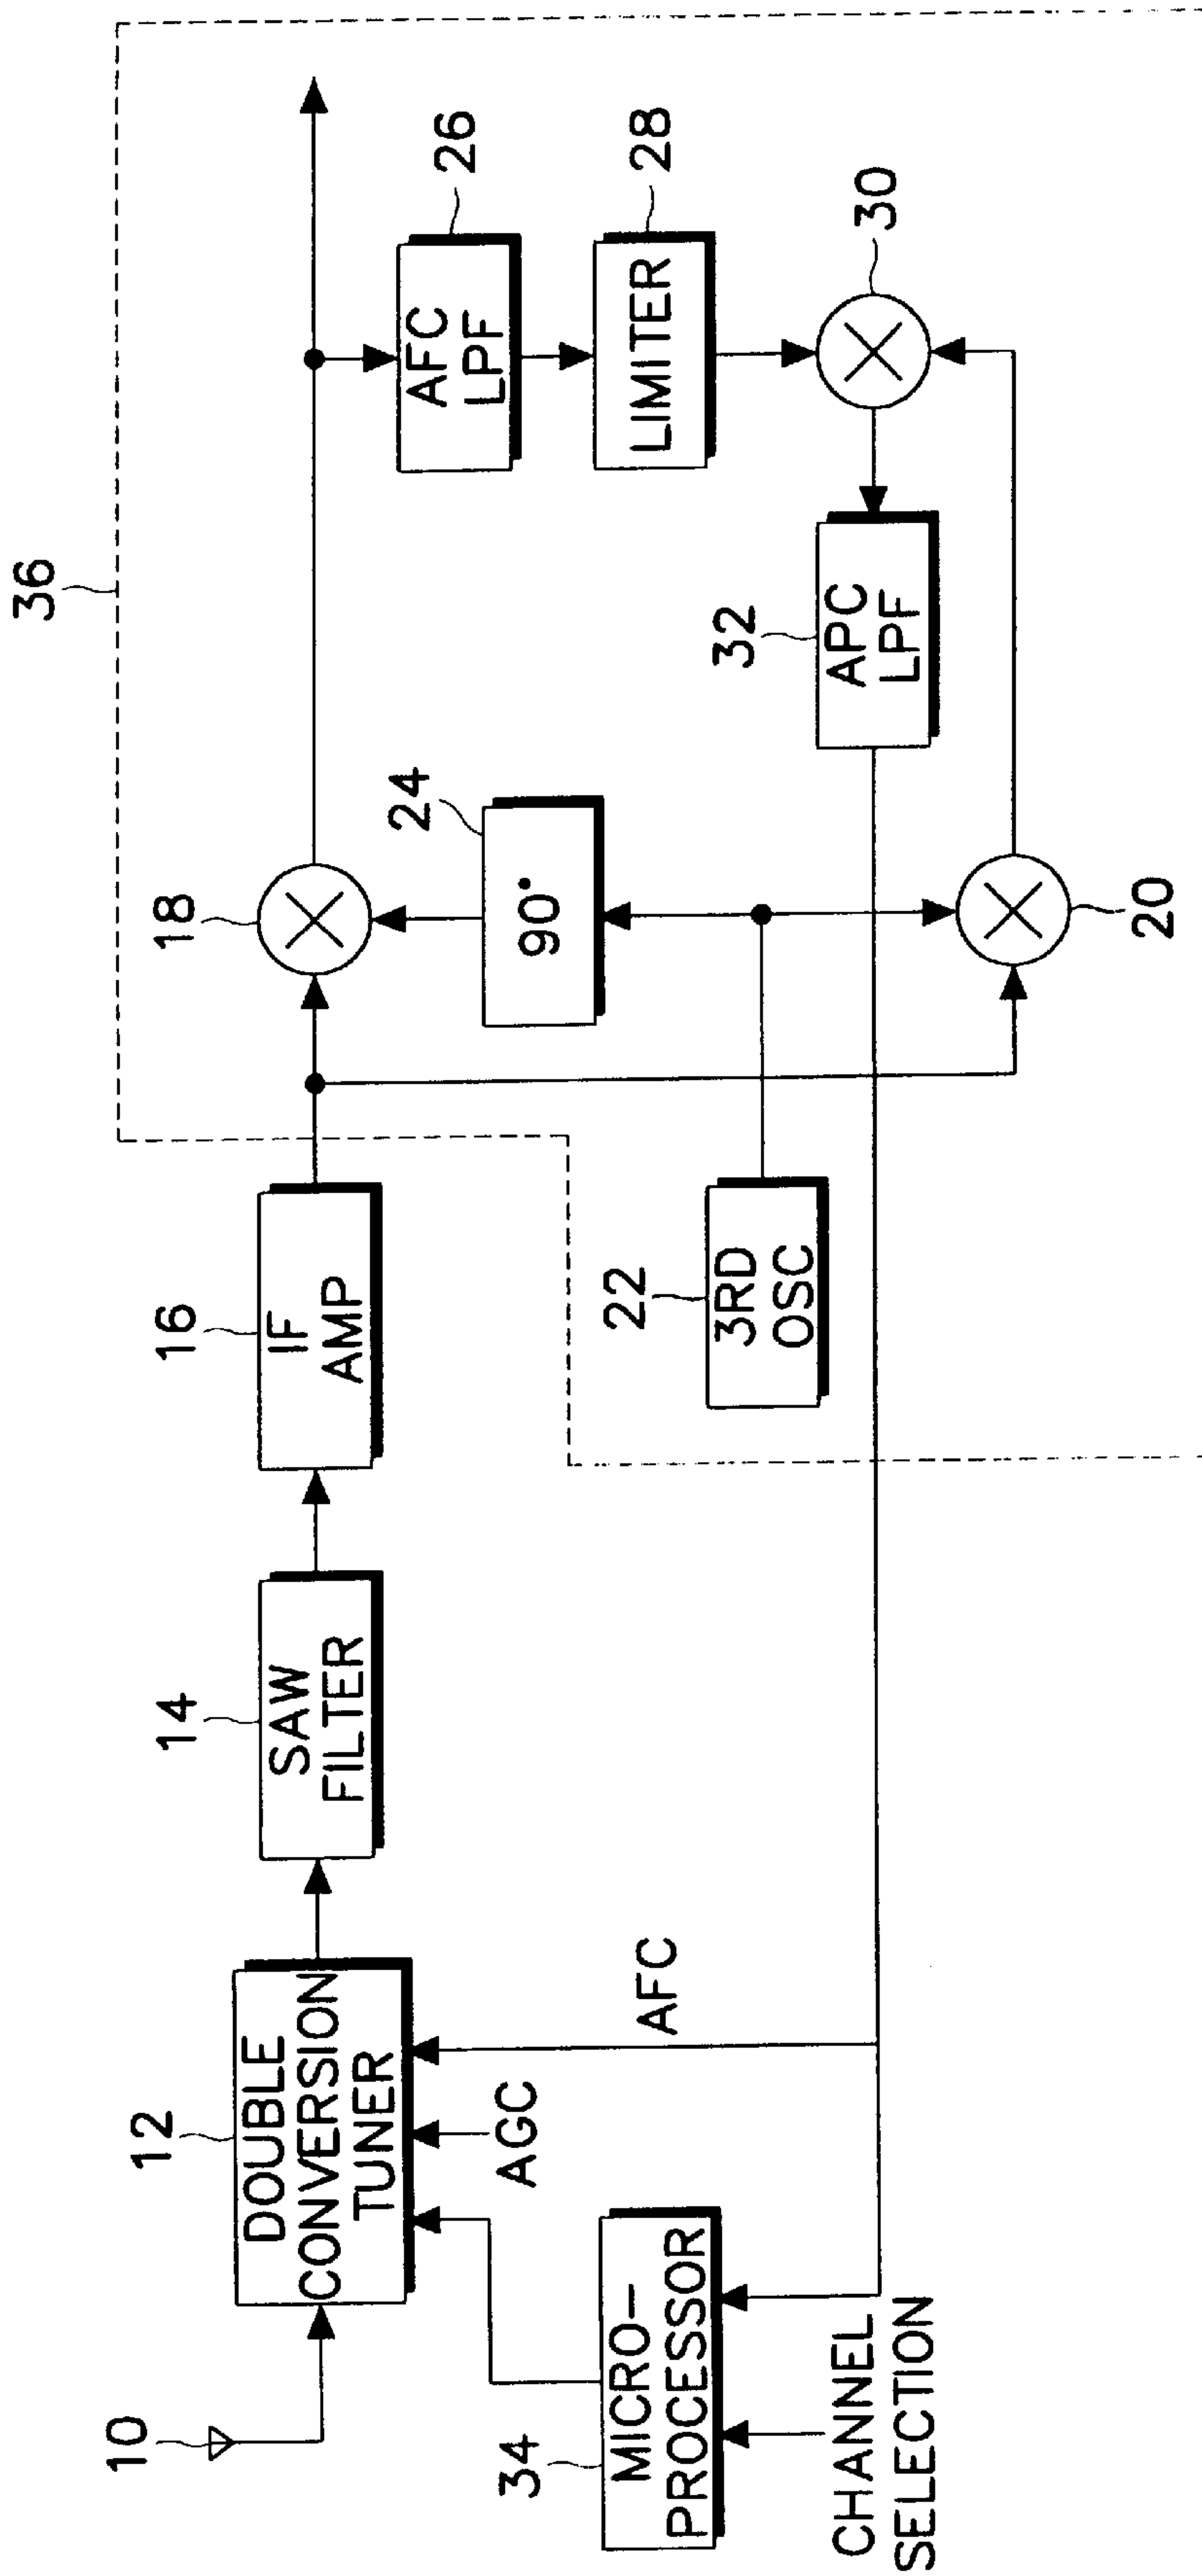 36
10
12
DOUBLE
CONVERSION
TUNER
14
SAW
FILTER
16
IF
AMP
18
24
90°
26
AFC
LPF
28
LIMITER
30
32
APC
LPF
20
22
3RD
OSC
AGC
AFC
34
MICRO-
PROCESSOR
CHANNEL
SELECTION